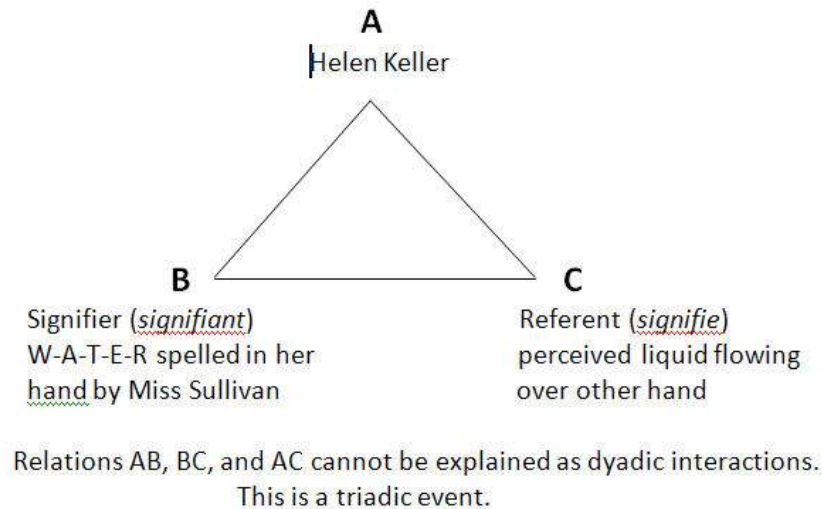 A
Helen Keller
B
C
Signifier (signifiant)
W-A-T-E-R spelled in her
hand by Miss Sullivan
Referent (signifie)
perceived liquid flowing
over other hand
Relations AB, BC, and AC cannot be explained as dyadic interactions.
This is a triadic event.